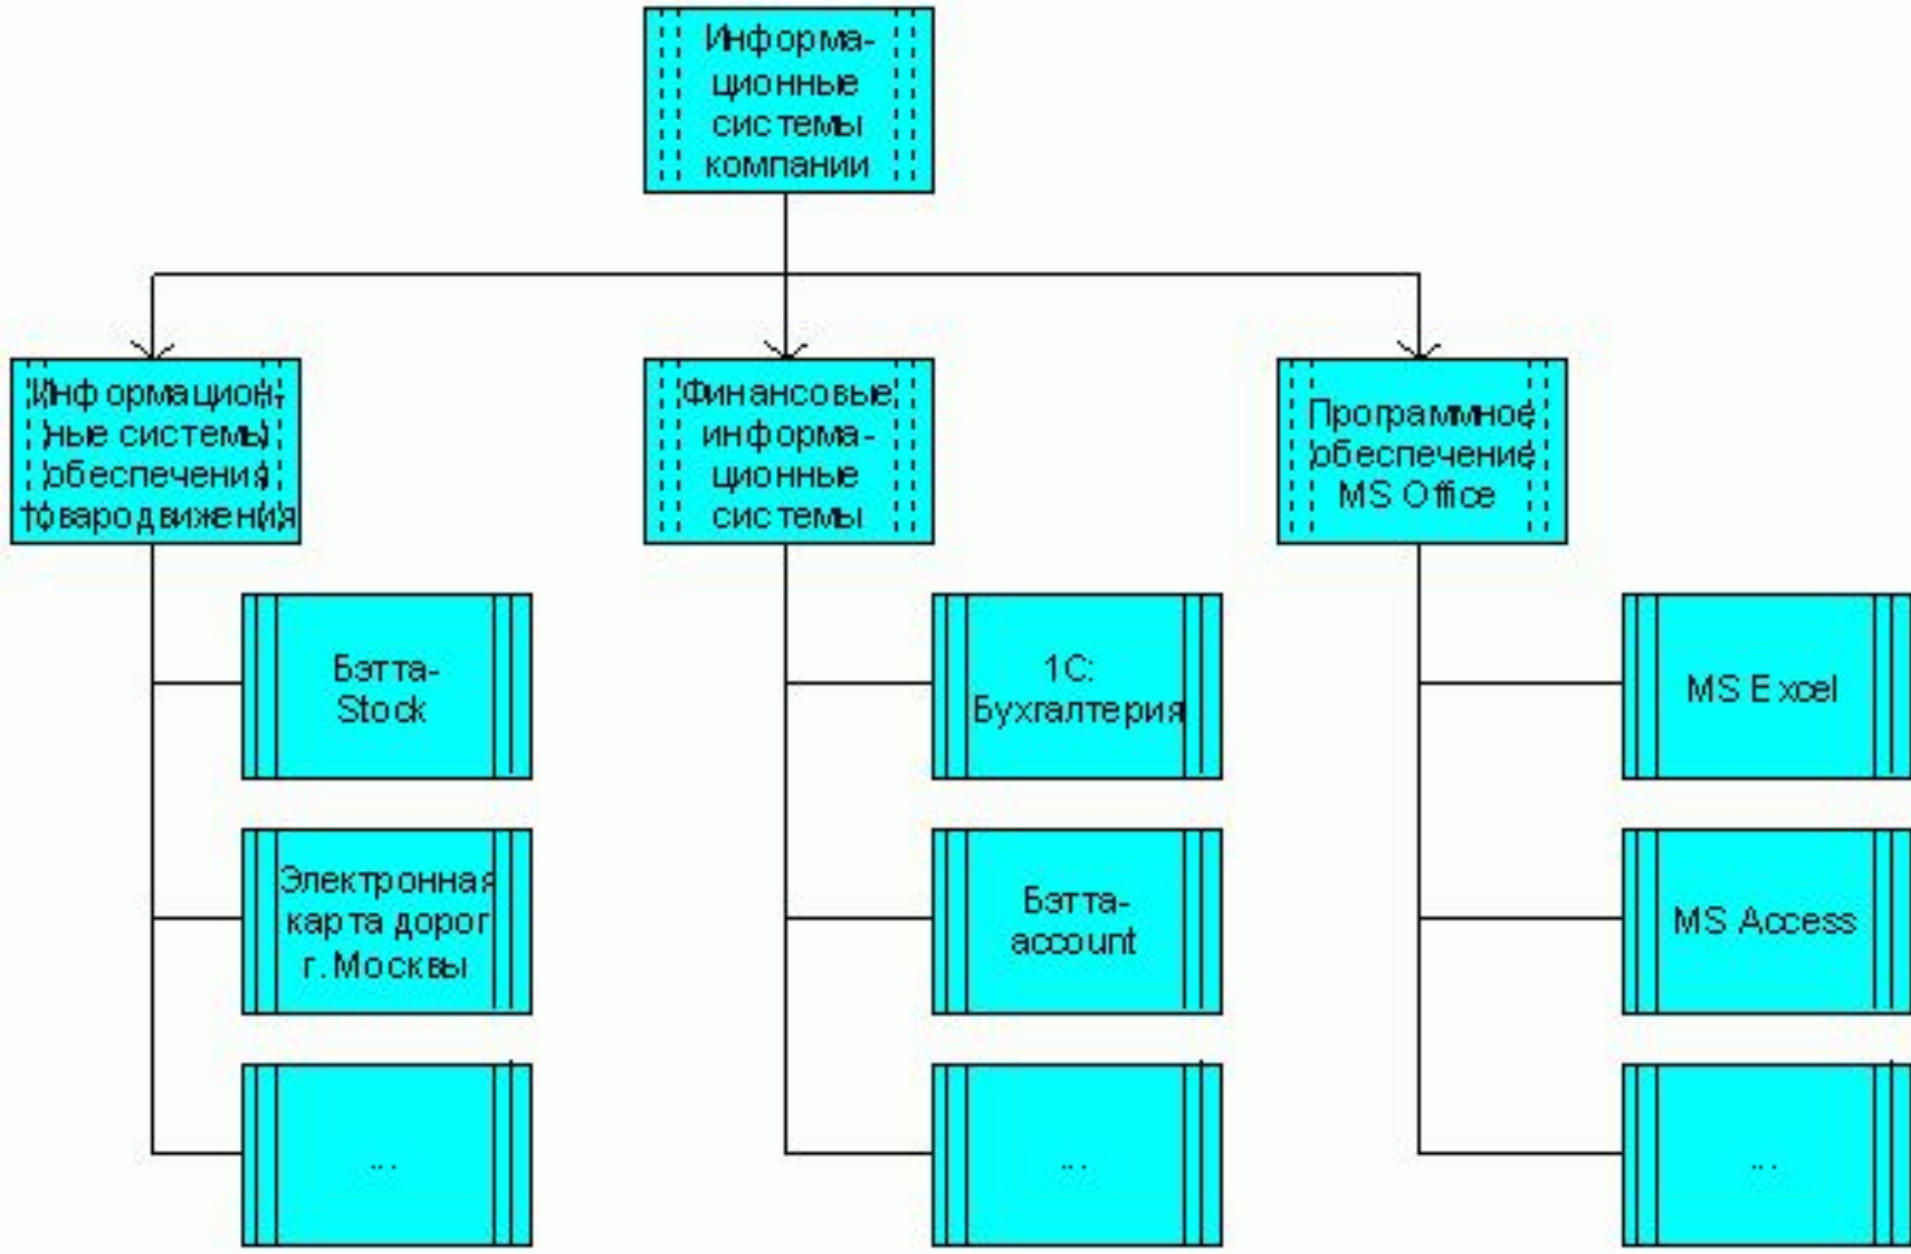 Информа-
ционные
системы
компании
Информацион-
ные системы
обеспечения
товародвижения
Финансовые
информа-
ционные
системы
Программное
обеспечение
MS Office
Бэтта-
Stock
Электронная
карта дорог
г. Москвы
...
1С:
Бухгалтерия
Бэтта-
account
...
MS Excel
MS Access
...